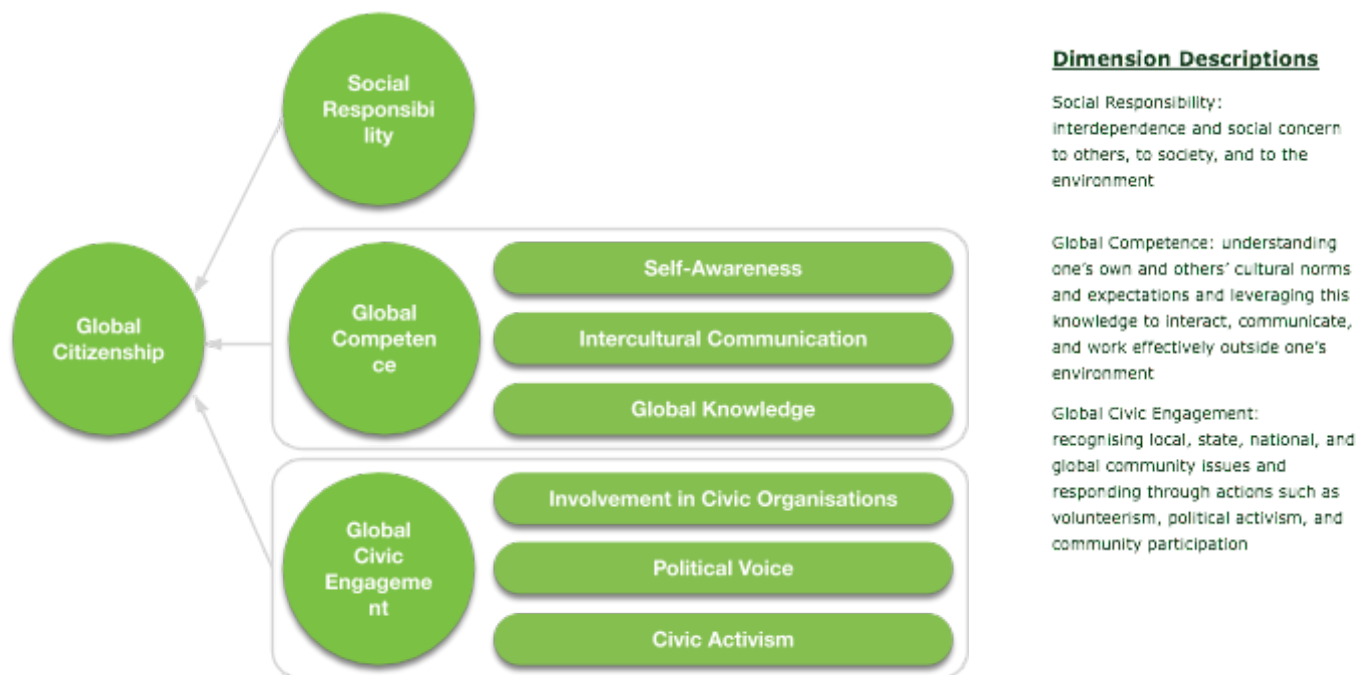 Social
Responsibi
lity
Global
Citizenship
Global
Competen
ce
Self-Awareness
Intercultural Communication
Global Knowledge
Global
Civic
Engageme
nt
Involvement in Civic Organisations
Political Voice
Civic Activism
Dimension Descriptions
Social Responsibility:
interdependence and social concern
to others, to society, and to the
environment
Global Competence: understanding
one's own and others' cultural norms
and expectations and leveraging this
knowledge to interact, communicate,
and work effectively outside one's
environment
Global Civic Engagement:
recognising local, state, national, and
global community issues and
responding through actions such as
volunteerism, political activism, and
community participation